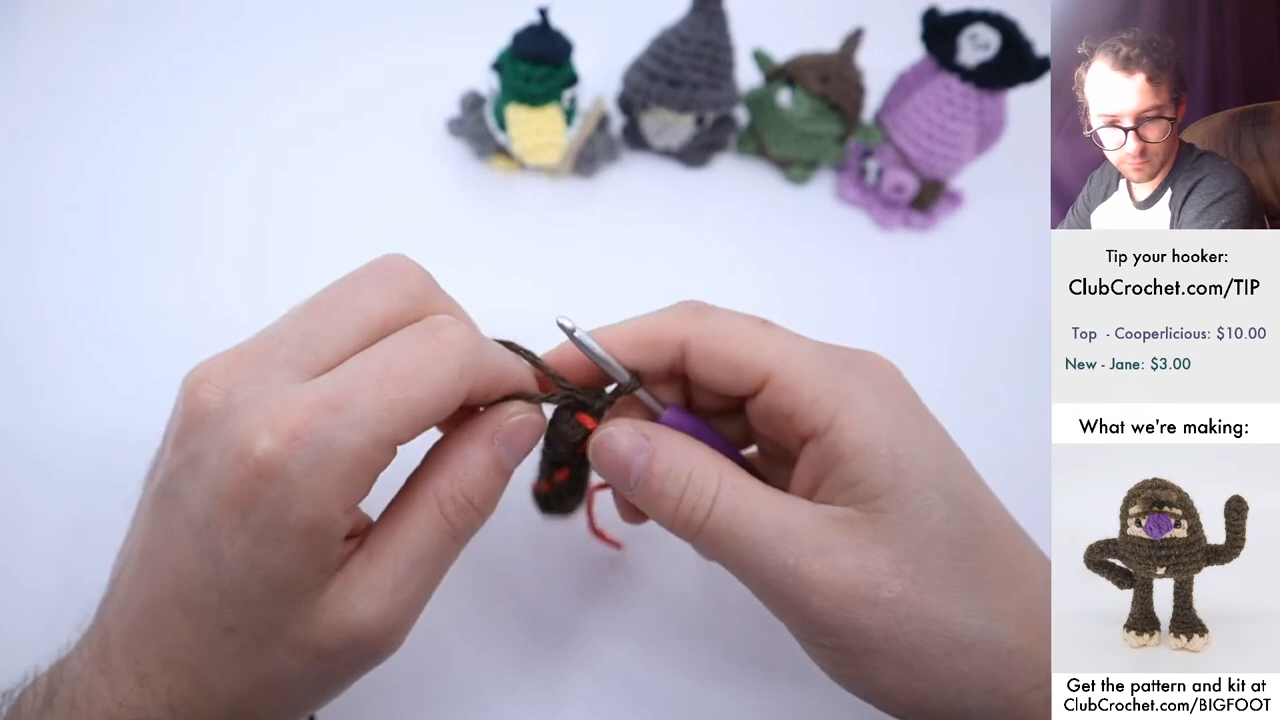 Tip your hooker:
ClubCrochet.com/TIP
Top - Cooperlicious: $10.00
New - Jane: $3.00
What we're making:
Get the pattern and kit at
ClubCrochet.com/BIGFOOT